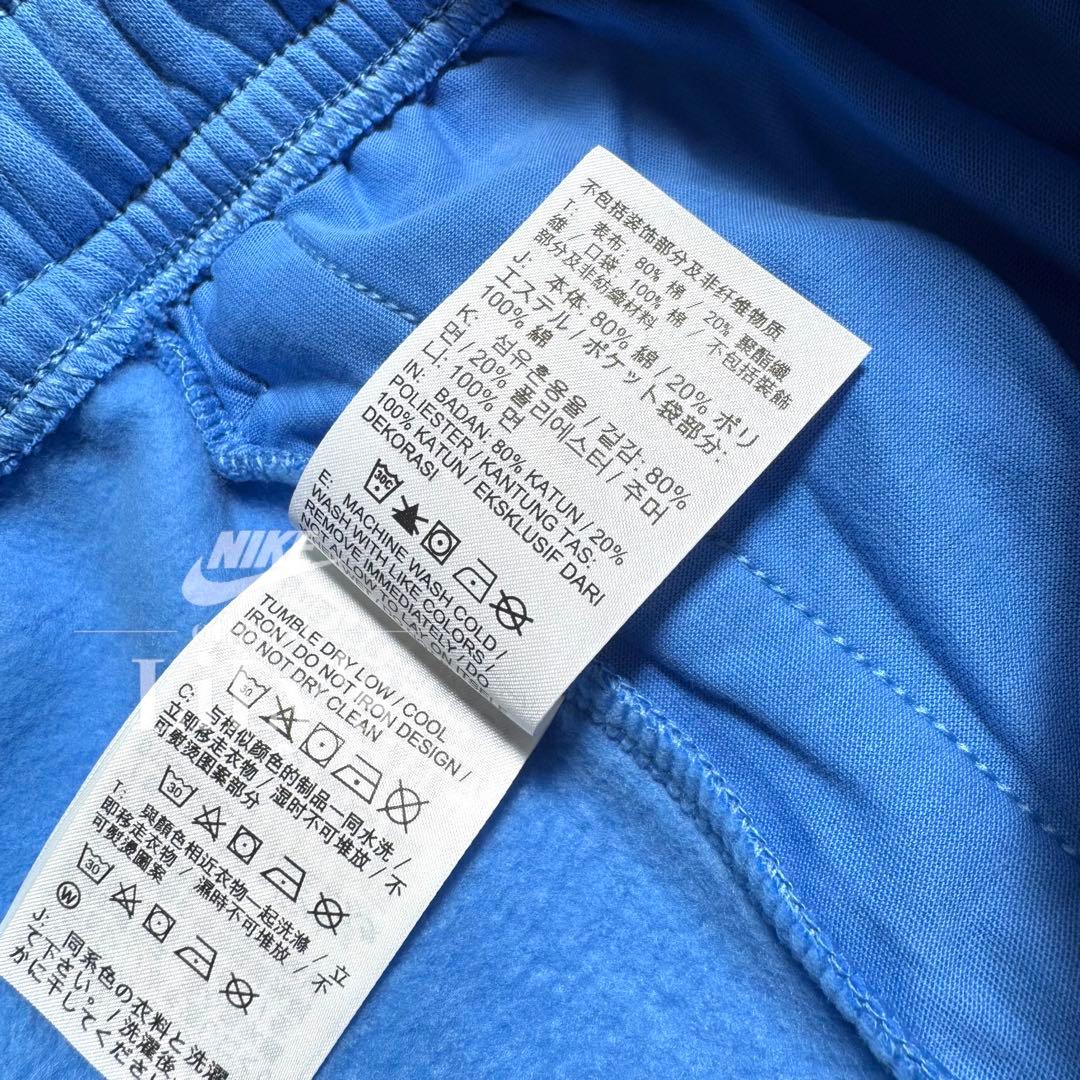 不包括装饰部分及非纤维物质
T: 表布: 80% 棉 / 20% 聚酯纖
維 / 口袋: 100% 棉 / 不包括裝飾
部分及非紡織材料
J: 本体: 80% 綿 / 20% ポリ
エステル / ポケット袋部分:
100% 綿
K: 섬유혼용율 / 겉감: 80%
면 / 20% 폴리에스터 / 주머
니: 100% 면
IN: BADAN: 80% KATUN / 20%
POLIESTER / KANTUNG TAS:
100% KATUN / EKSKLUSIF DARI
DEKORASI
30C
E. MACHINE WASH COLD /
WASH WITH LIKE COLORS /
REMOVE IMMEDIATELY / DO
NOT ALLOW TO LAY ON ITSELF
NIKE
TUMBLE DRY LOW / COOL
IRON / DO NOT IRON DESIGN /
DO NOT DRY CLEAN
30
C: 与相似颜色的制品一同水洗 /
立即移走衣物 / 湿时不可堆放 / 不
可熨烫图案部分
30
T. 與顏色相近衣物一起洗滌 / 立
即移走衣物 / 濕時不可堆放 / 不
可熨燙圖案
30
W
J: 同系色の衣料と洗濯し
て下さい。/ 洗濯後
かに干してください